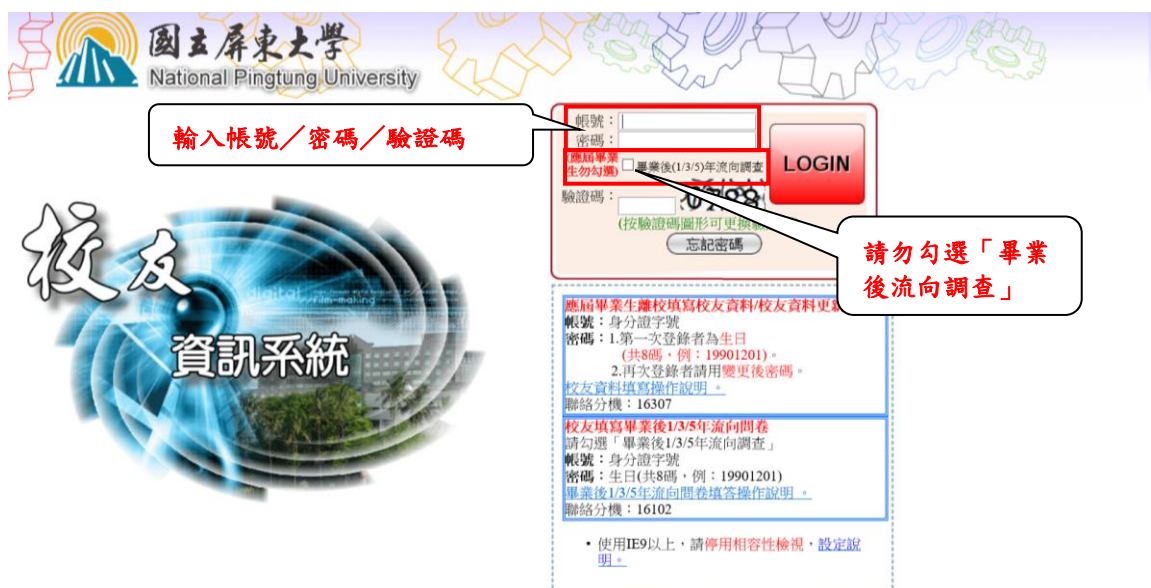 國立屏東大學
National Pingtung University
輸入帳號／密碼／驗證碼
帳號：
密碼：
(應屆畢業
生勿勾選)
畢業後(1/3/5)年流向調查
LOGIN
驗證碼：
(按驗證碼圖形可更換
忘記密碼
請勿勾選「畢業
後流向調查」
校友
資訊系統
digital
film-making
應屆畢業生離校填寫校友資料/校友資料更新
帳號：身分證字號
密碼：1.第一次登錄者為生日
(共8碼，例：19901201)。
2.再次登錄者請用變更後密碼。
校友資料填寫操作說明 。
聯絡分機：16307
校友填寫畢業後1/3/5年流向問卷
請勾選「畢業後1/3/5年流向調查」
帳號：身分證字號
密碼：生日(共8碼，例：19901201)
畢業後1/3/5年流向問卷填答操作說明 。
聯絡分機：16102
• 使用IE9以上，請停用相容性檢視，設定說
明。